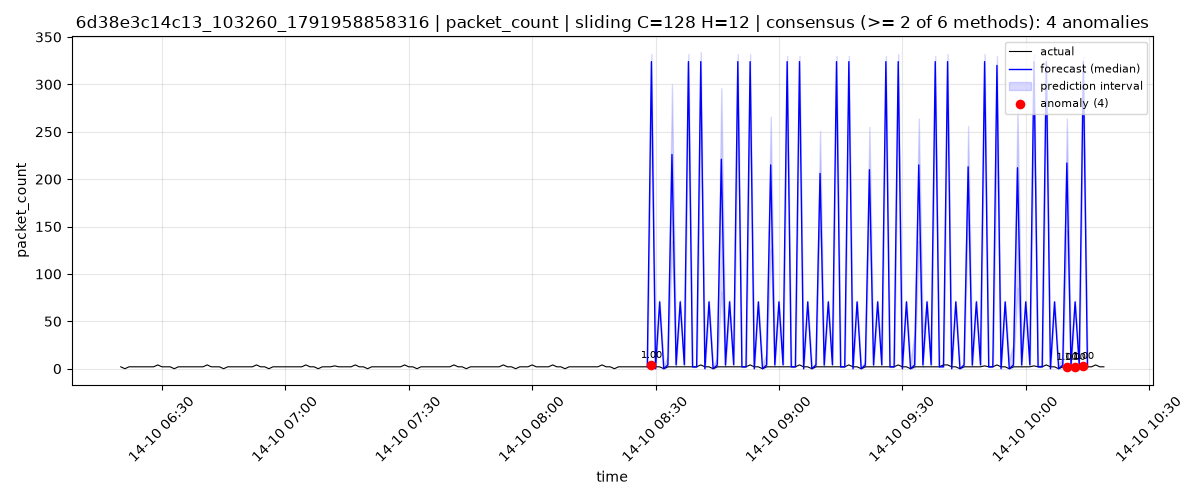 6d38e3c14c13_103260_1791958858316 | packet_count | sliding C=128 H=12 | consensus (>= 2 of 6 methods): 4 anomalies
350
300
250
200
150
100
50
0
packet_count
actual
forecast (median)
prediction interval
anomaly (4)
1.00
1.00
14-10 06:30
14-10 07:00
14-10 07:30
14-10 08:00
14-10 08:30
14-10 09:00
14-10 09:30
14-10 10:00
14-10 10:30
time